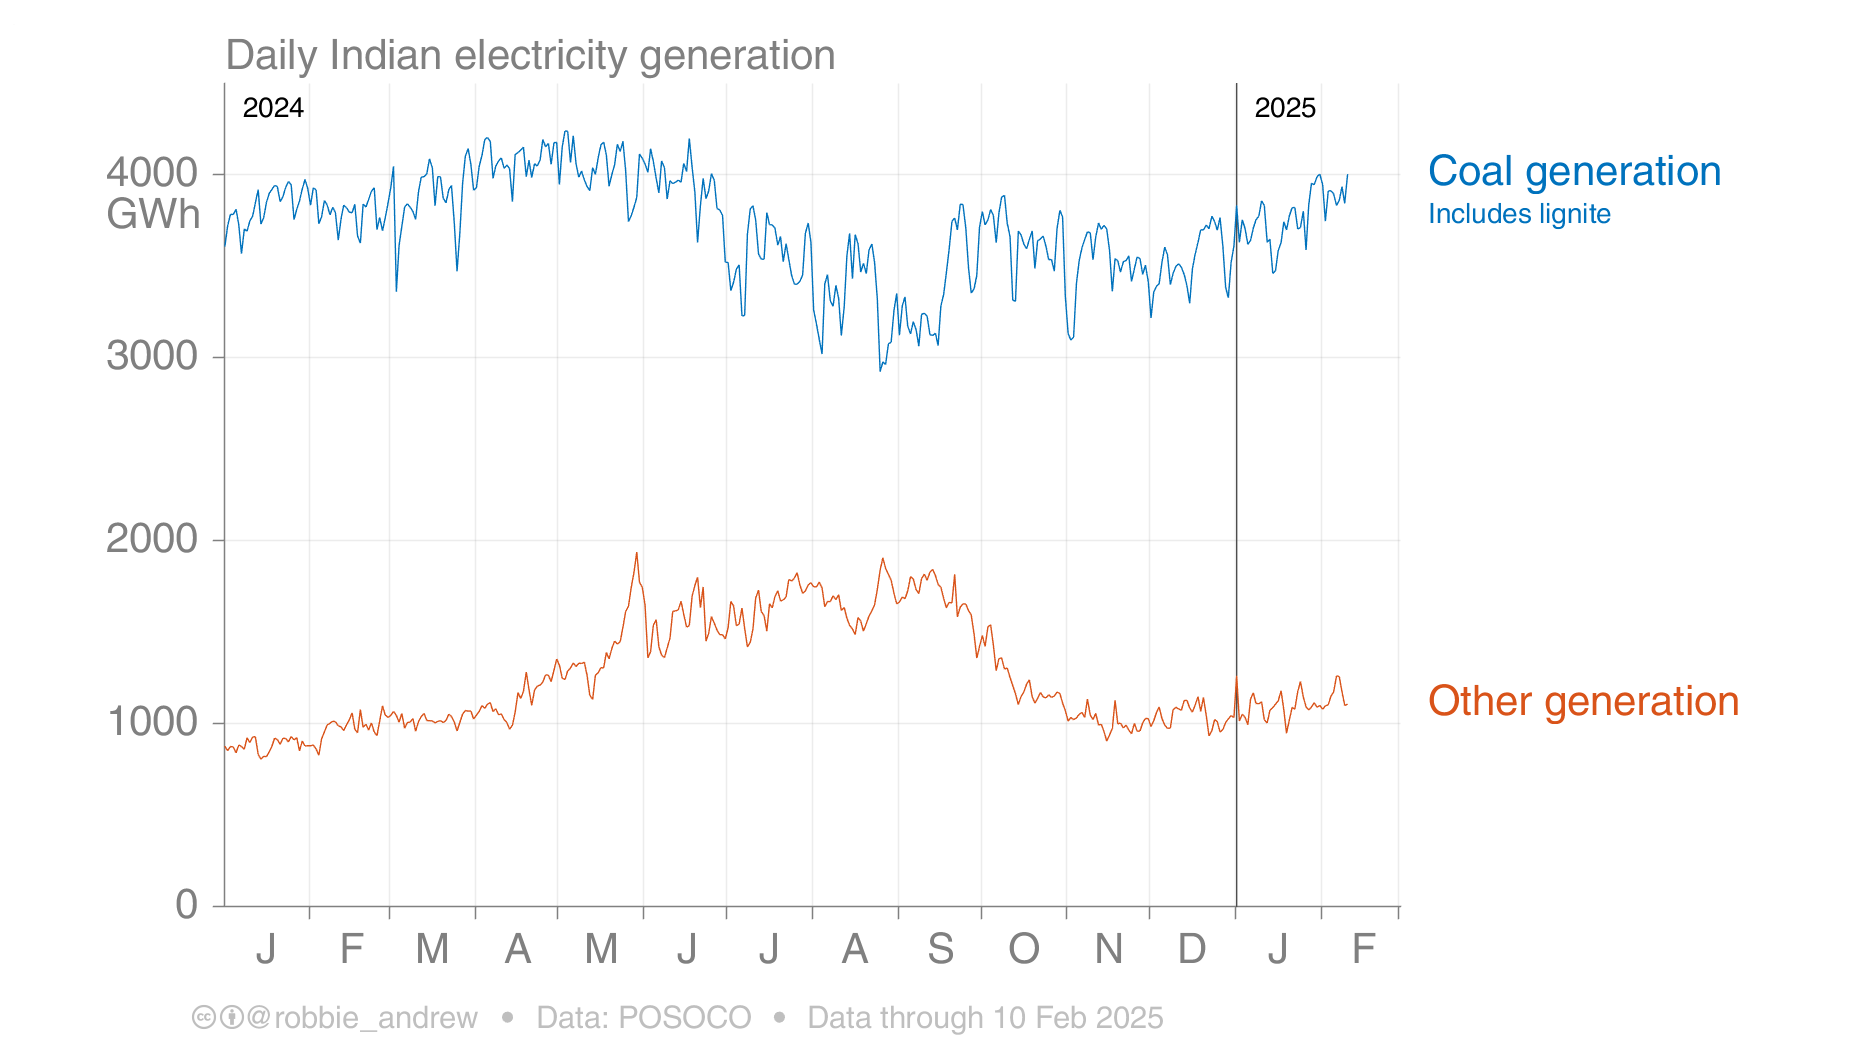 Daily Indian electricity generation
2024
2025
4000
GWh
3000
2000
1000
0
Coal generation
Includes lignite
Other generation
J F M A M J J A S O N D J F
@robbie_andrew • Data: POSOCO • Data through 10 Feb 2025